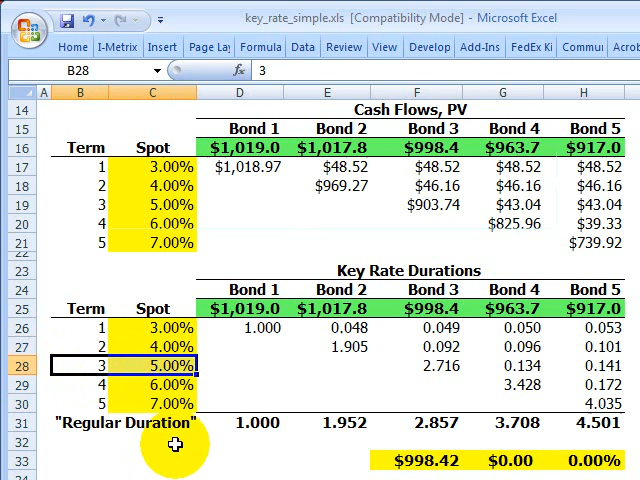 key_rate_simple.xls [Compatibility Mode] - Microsoft Excel
Home I-Metrix Insert Page La Formula Data Review View Develop Add-Ins FedEx Ki Commu Acrob
B28 fx 3
A B C D E F G H
14 Cash Flows, PV
15 Bond 1 Bond 2 Bond 3 Bond 4 Bond 5
16 Term Spot $1,019.0 $1,017.8 $998.4 $963.7 $917.0
17 1 3.00% $1,018.97 $48.52 $48.52 $48.52 $48.52
18 2 4.00% $969.27 $46.16 $46.16 $46.16
19 3 5.00% $903.74 $43.04 $43.04
20 4 6.00% $825.96 $39.33
21 5 7.00% $739.92
22
23 Key Rate Durations
24 Bond 1 Bond 2 Bond 3 Bond 4 Bond 5
25 Term Spot $1,019.0 $1,017.8 $998.4 $963.7 $917.0
26 1 3.00% 1.000 0.048 0.049 0.050 0.053
27 2 4.00% 1.905 0.092 0.096 0.101
28 3 5.00% 2.716 0.134 0.141
29 4 6.00% 3.428 0.172
30 5 7.00% 4.035
31 "Regular Duration" 1.000 1.952 2.857 3.708 4.501
32
33 $998.42 $0.00 0.00%